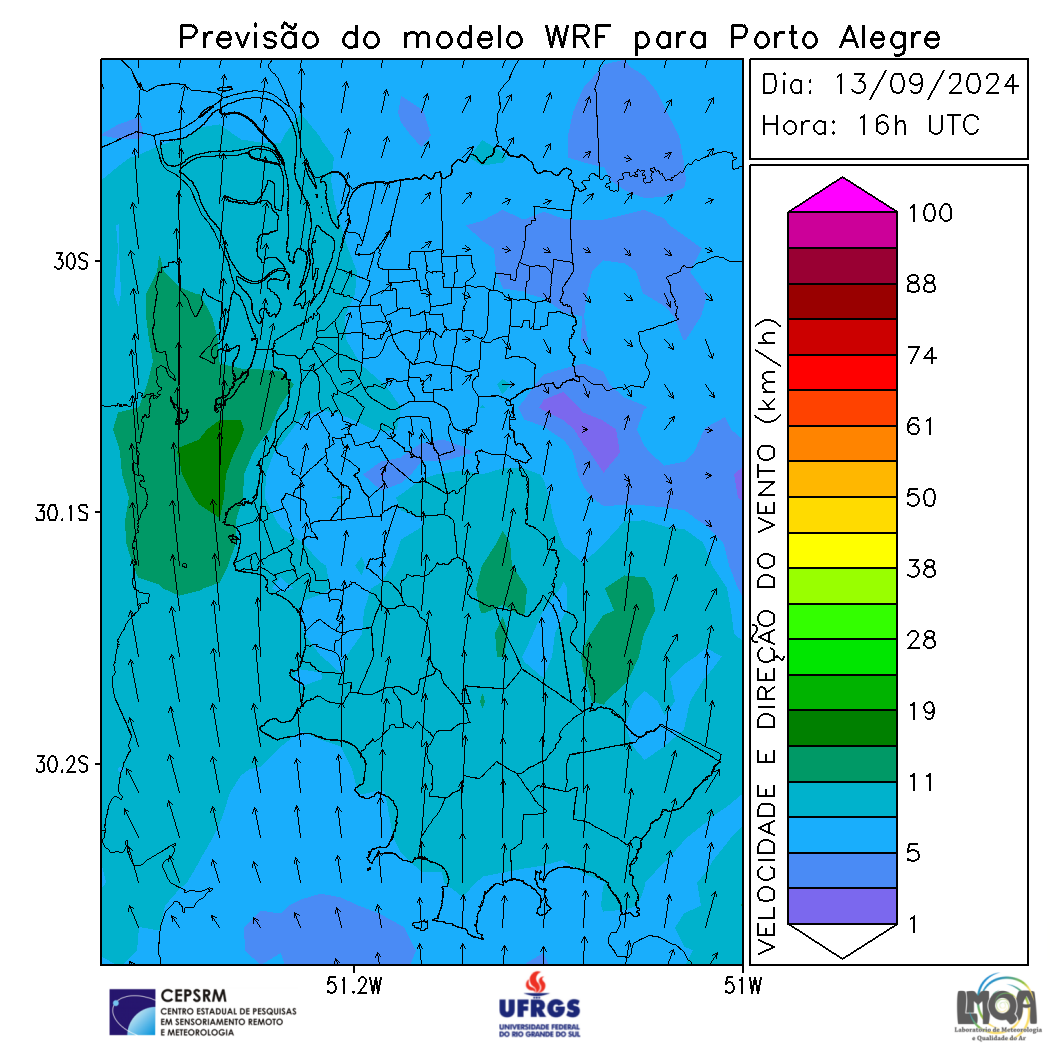 Previsão do modelo WRF para Porto Alegre
Dia: 13/09/2024
Hora: 16h UTC
30S
30.1S
30.2S
51.2W
51W
VELOCIDADE E DIREÇÃO DO VENTO (km/h)
100
88
74
61
50
38
28
19
11
5
1
CEPSRM
CENTRO ESTADUAL DE PESQUISAS
EM SENSORIAMENTO REMOTO
E METEOROLOGIA
UFRGS
UNIVERSIDADE FEDERAL
DO RIO GRANDE DO SUL
LMQA
Laboratório de Meteorologia
e Qualidade do Ar